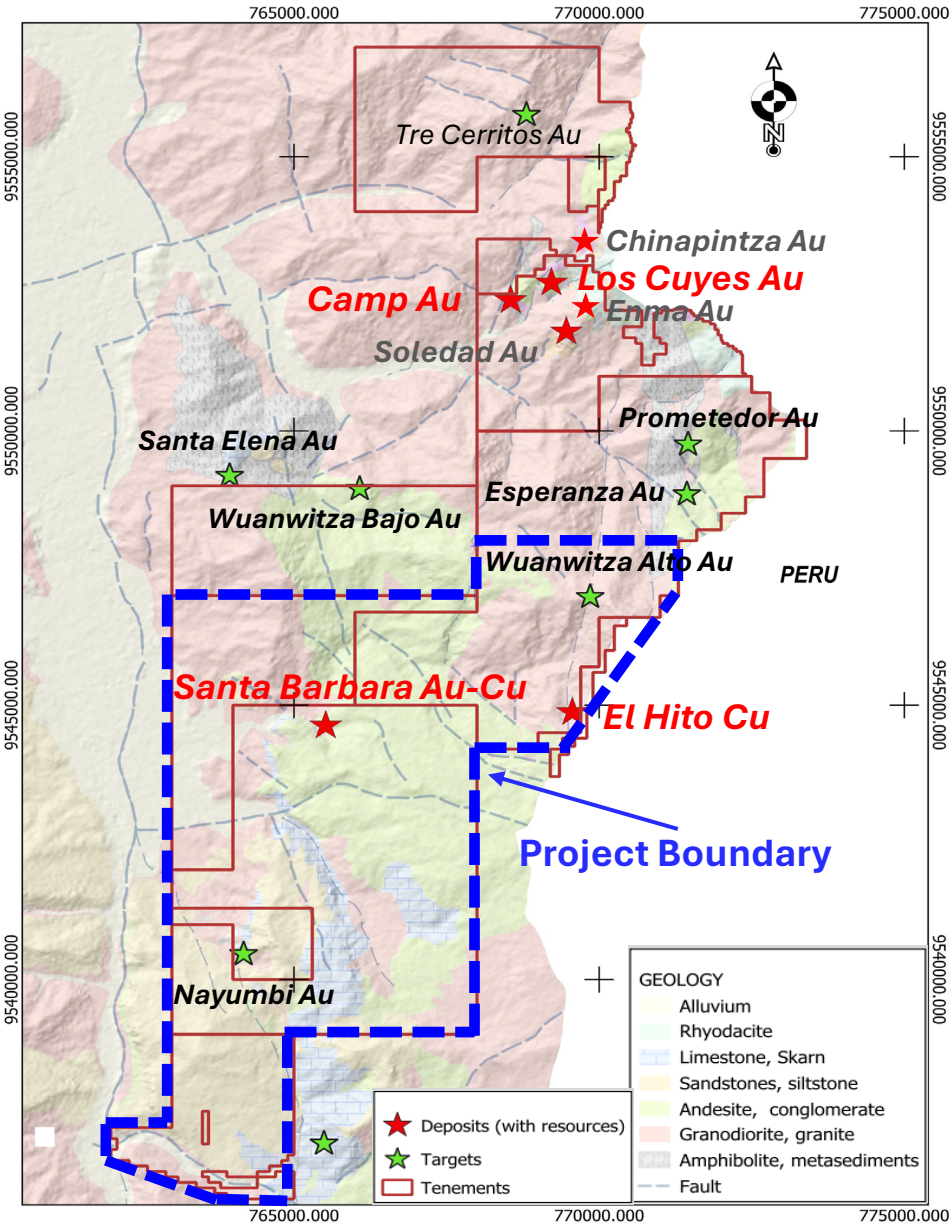 765000.000
770000.000
775000.000
9555000.000
9555000.000
N
Tre Cerritos Au
Chinapintza Au
Los Cuyes Au
Camp Au
Enma Au
Soledad Au
9550000.000
9550000.000
Prometedor Au
Santa Elena Au
Esperanza Au
Wuanwitza Bajo Au
Wuanwitza Alto Au
PERU
9545000.000
9545000.000
Santa Barbara Au-Cu
El Hito Cu
Project Boundary
9540000.000
9540000.000
Nayumbi Au
GEOLOGY
Alluvium
Rhyodacite
Limestone, Skarn
Sandstones, siltstone
Andesite, conglomerate
Granodiorite, granite
Amphibolite, metasediments
Fault
Deposits (with resources)
Targets
Tenements
765000.000
770000.000
775000.000